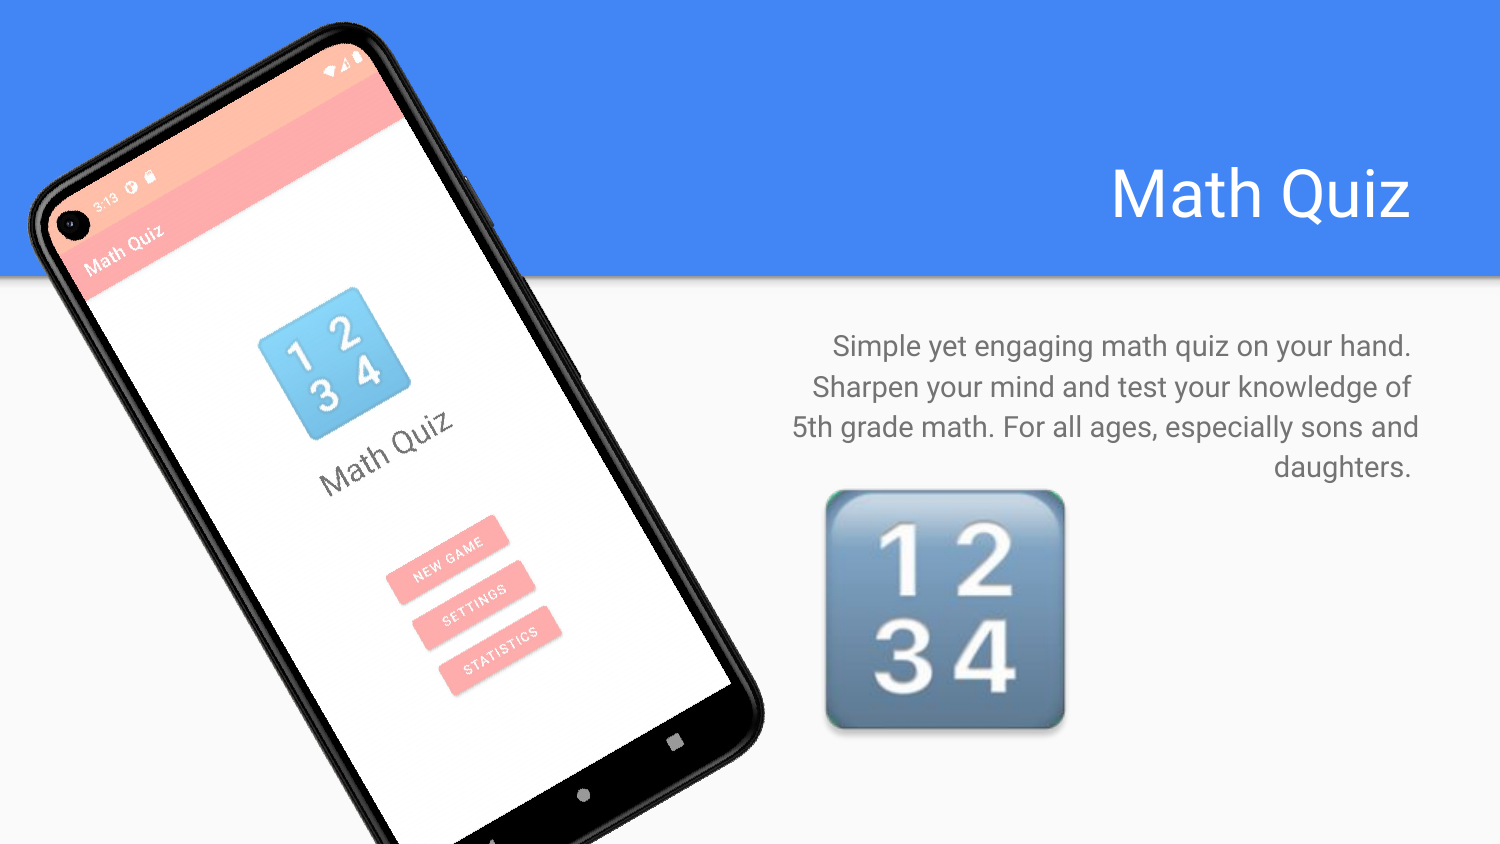 Math Quiz
Simple yet engaging math quiz on your hand.
Sharpen your mind and test your knowledge of
5th grade math. For all ages, especially sons and
daughters.
1 2
3 4
3:13
Math Quiz
1 2
3 4
Math Quiz
NEW GAME
SETTINGS
STATISTICS